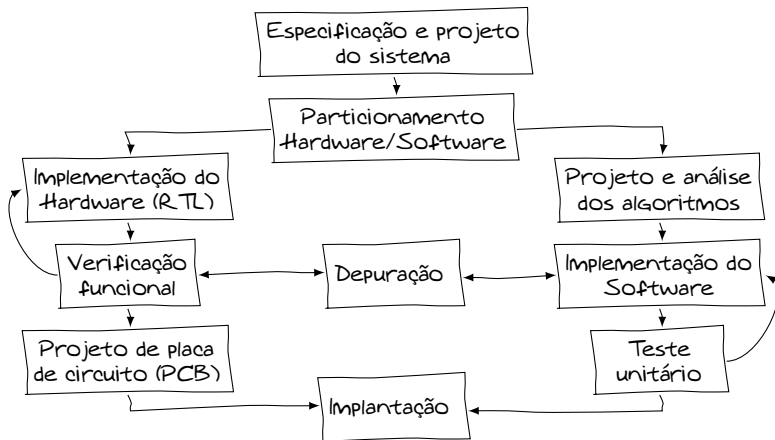 Especificação e projeto
do sistema
Particionamento
Hardware/Software
Implementação do
Hardware (RTL)
Projeto e análise
dos algoritmos
Verificação
funcional
Depuração
Implementação do
Software
Projeto de placa
de circuito (PCB)
Teste
unitário
Implantação